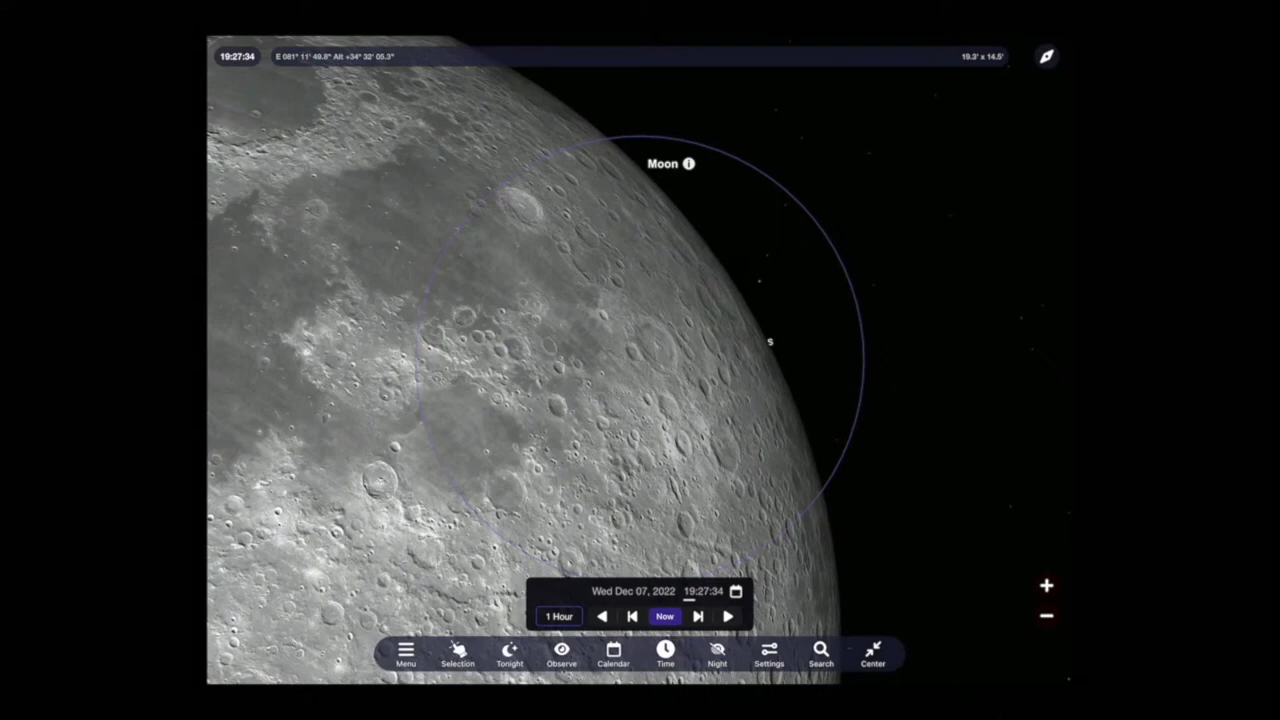 19:27:34
E 081° 11' 49.8" Alt +34° 32' 05.3"
19.3' x 14.5'
Moon
s
Wed Dec 07, 2022 19:27:34
1 Hour
Now
Menu
Selection
Tonight
Observe
Calendar
Time
Night
Settings
Search
Center